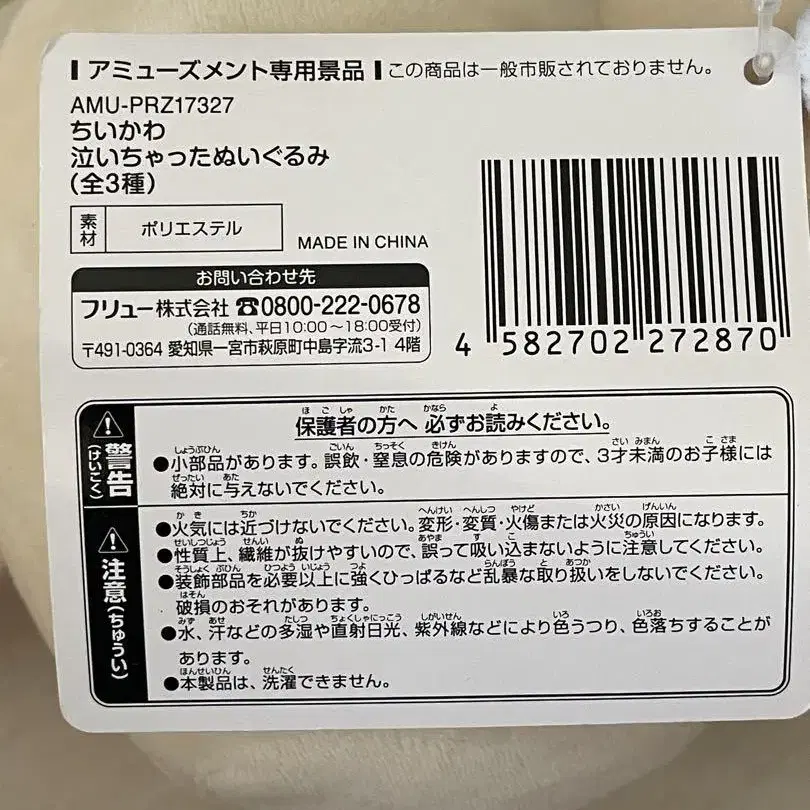 アミューズメント専用景品 この商品は一般市販されておりません。
AMU-PRZ17327
ちいかわ
泣いちゃったぬいぐるみ
(全3種)
素材 ポリエステル
MADE IN CHINA
お問い合わせ先
フリュー株式会社 ☎0800-222-0678
(通話無料、平日10:00〜18:00受付)
〒491-0364 愛知県一宮市萩原町中島字流3-1 4階
4 582702 272870
警告(けいこく)
保護者の方へ 必ずお読みください。
●小部品があります。誤飲・窒息の危険がありますので、3才未満のお子様には
絶対に与えないでください。
注意(ちゅうい)
●火気には近づけないでください。変形・変質・火傷または火災の原因になります。
●性質上、繊維が抜けやすいので、誤って吸い込まないように注意してください。
●装飾部品を必要以上に強くひっぱるなど乱暴な取り扱いをしないでください。
破損のおそれがあります。
●水、汗などの多湿や直射日光、紫外線などにより色うつり、色落ちすることが
あります。
●本製品は、洗濯できません。